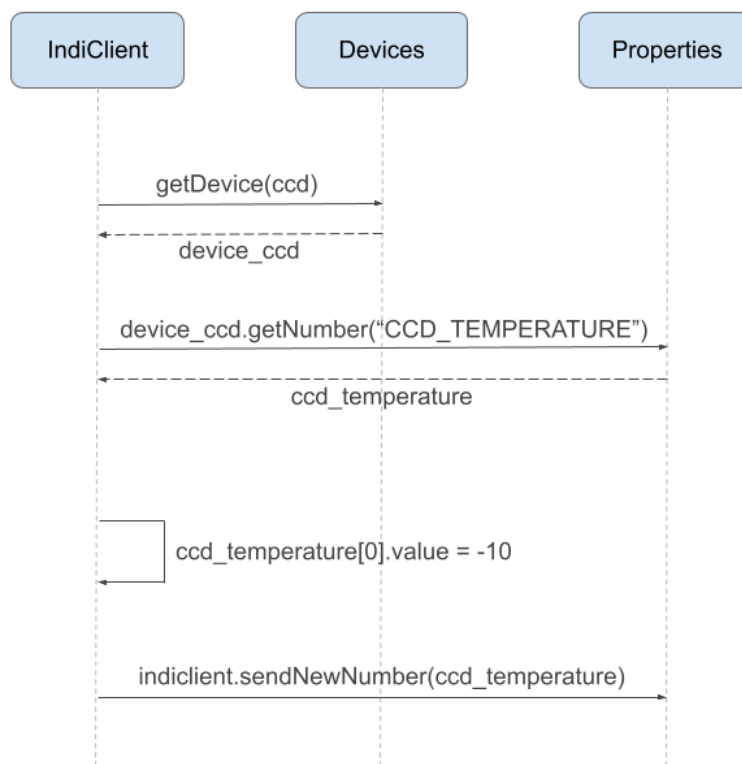 IndiClient
Devices
Properties
getDevice(ccd)
device_ccd
device_ccd.getNumber(“CCD_TEMPERATURE”)
ccd_temperature
ccd_temperature[0].value = -10
indiclient.sendNewNumber(ccd_temperature)